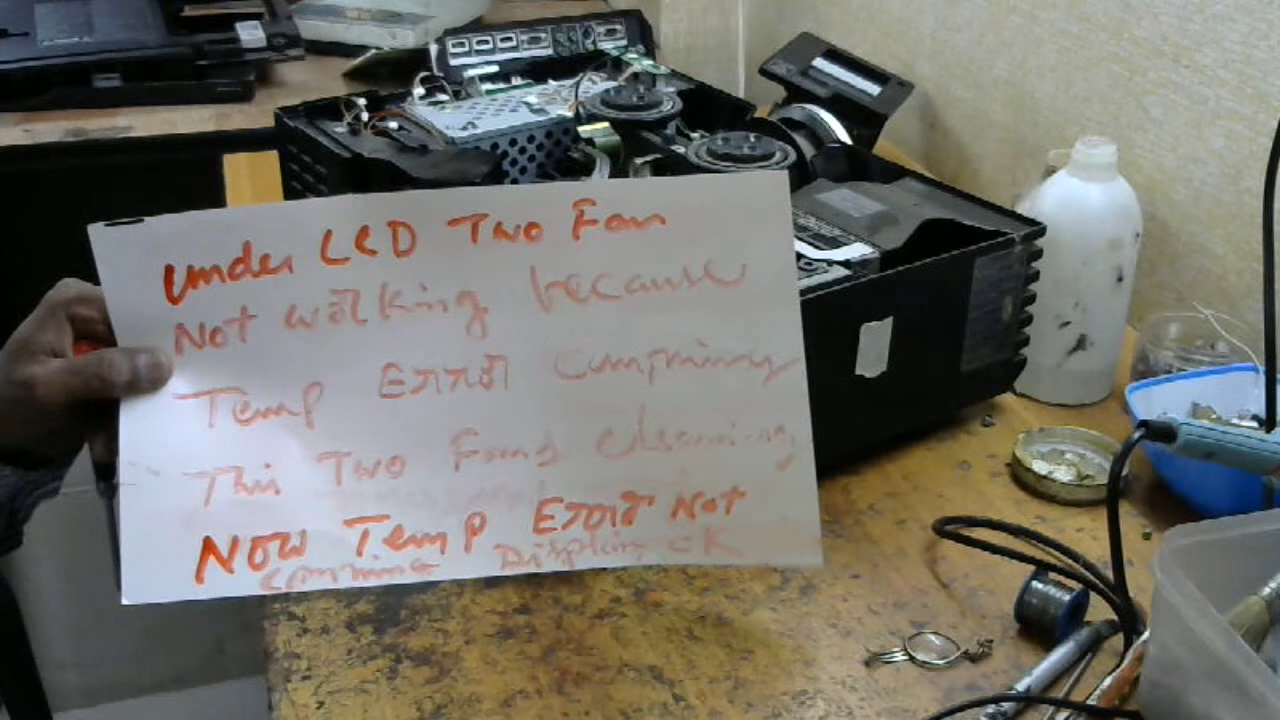 Under LCD Two Fan
Not working because
Temp Error Comming
This Two Fans cleaning
Now Temp Error Not
Comming Display OK